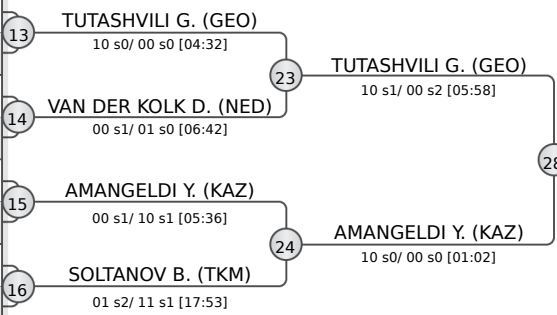 13
TUTASHVILI G. (GEO)
10 s0/ 00 s0 [04:32]
23
TUTASHVILI G. (GEO)
10 s1/ 00 s2 [05:58]
14
VAN DER KOLK D. (NED)
00 s1/ 01 s0 [06:42]
28
15
AMANGELDI Y. (KAZ)
00 s1/ 10 s1 [05:36]
24
AMANGELDI Y. (KAZ)
10 s0/ 00 s0 [01:02]
16
SOLTANOV B. (TKM)
01 s2/ 11 s1 [17:53]